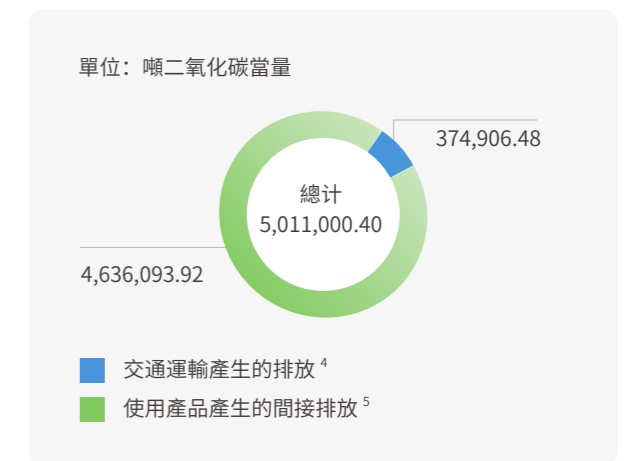 單位：噸二氧化碳當量
374,906.48
總计
5,011,000.40
4,636,093.92
交通運輸產生的排放 4
使用產品產生的間接排放 5